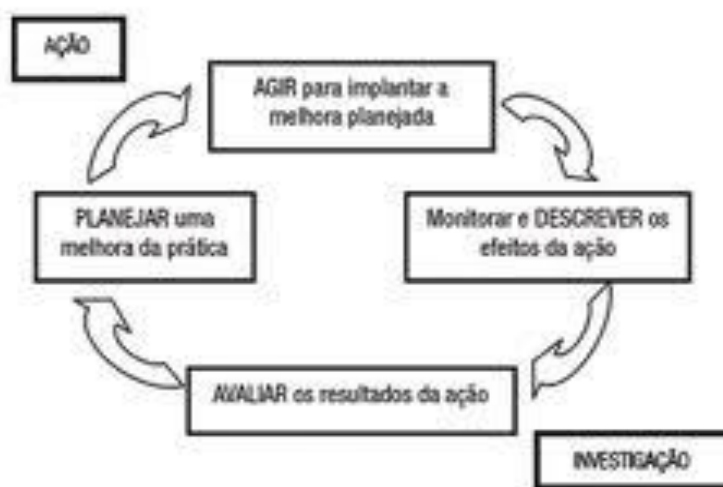 AÇÃO
AGIR para implantar a
melhora planejada
PLANEJAR uma
melhora da prática
Monitorar e DESCREVER os
efeitos da ação
AVALIAR os resultados da ação
INVESTIGAÇÃO